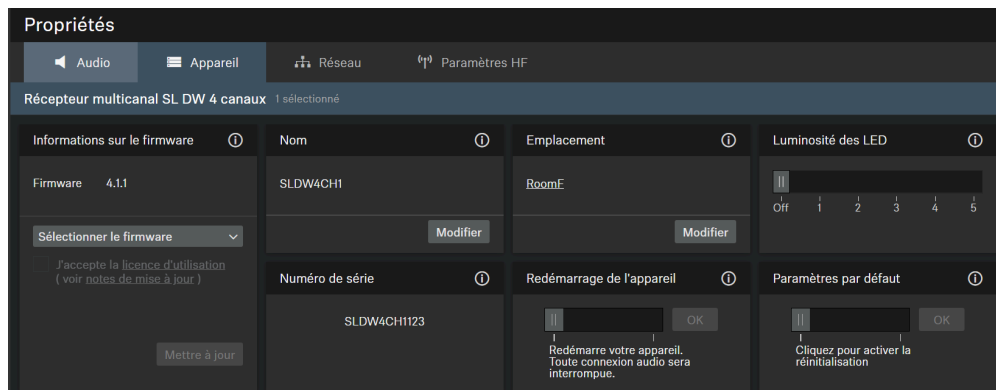 Propriétés
Audio
Appareil
Réseau
Paramètres HF
Récepteur multicanal SL DW 4 canaux 1 sélectionné
Informations sur le firmware
Firmware 4.1.1
Sélectionner le firmware
J'accepte la licence d'utilisation
( voir notes de mise à jour )
Mettre à jour
Nom
SLDW4CH1
Modifier
Emplacement
RoomF
Modifier
Luminosité des LED
Off 1 2 3 4 5
Numéro de série
SLDW4CH1123
Redémarrage de l'appareil
OK
Redémarre votre appareil.
Toute connexion audio sera
interrompue.
Paramètres par défaut
OK
Cliquez pour activer la
réinitialisation